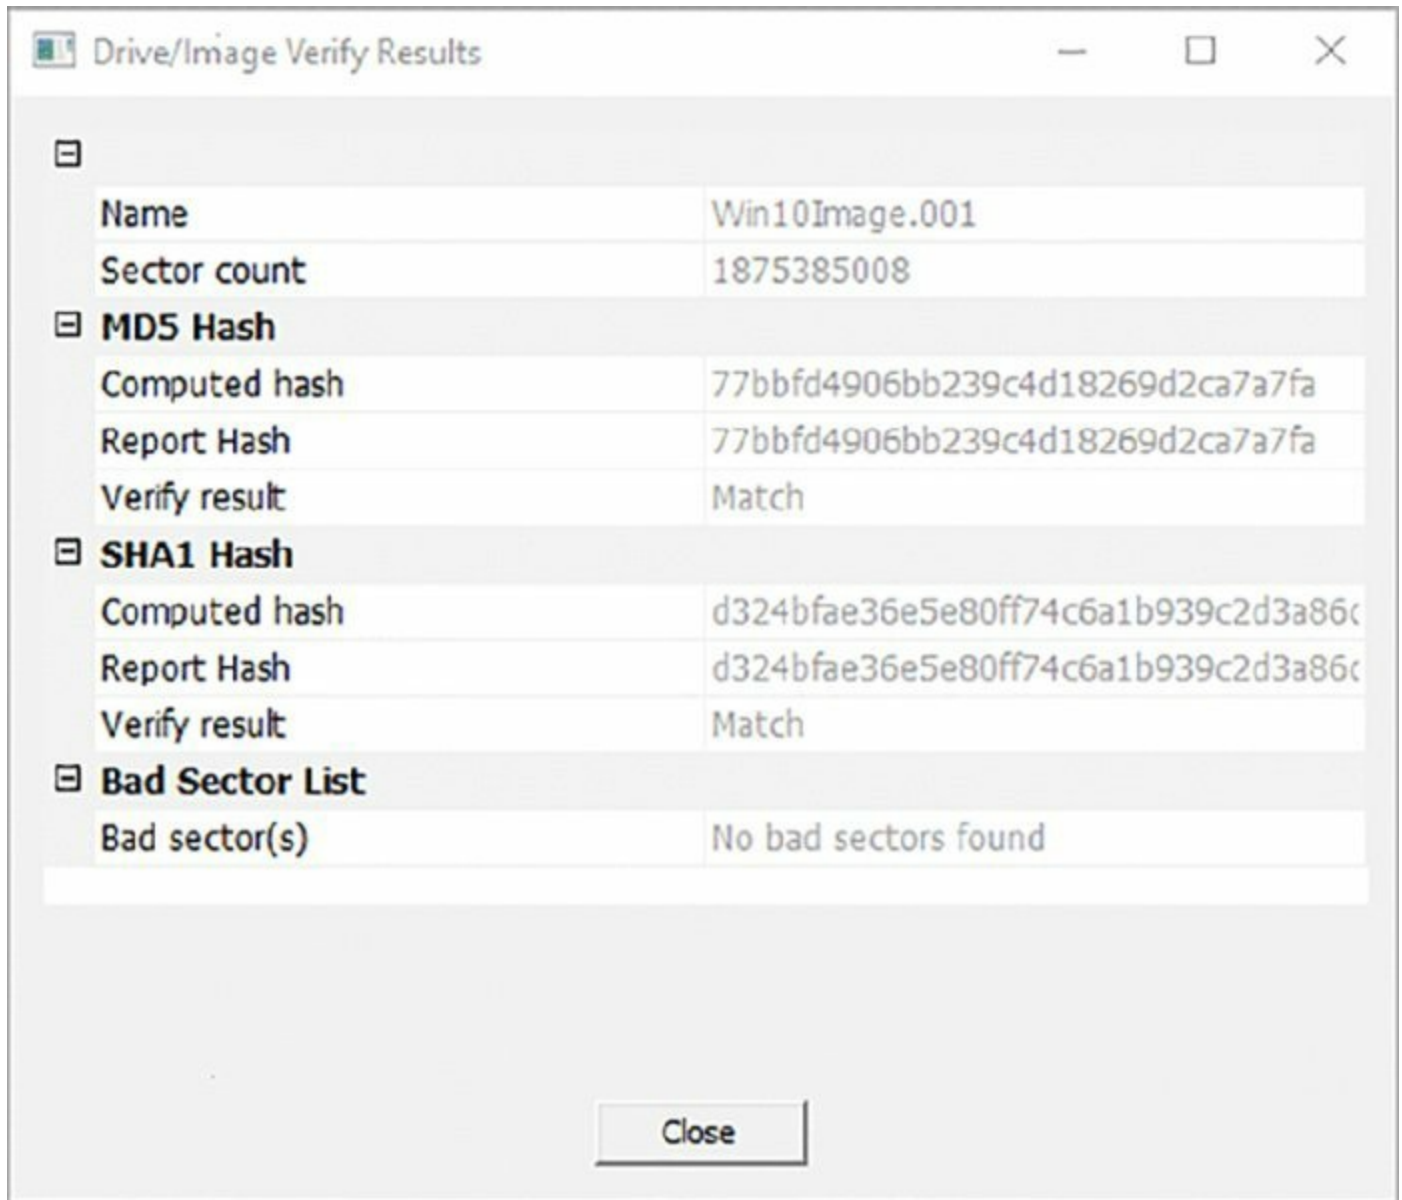 Drive/Image Verify Results
Name Win10Image.001
Sector count 1875385008
MD5 Hash
Computed hash 77bbfd4906bb239c4d18269d2ca7a7fa
Report Hash 77bbfd4906bb239c4d18269d2ca7a7fa
Verify result Match
SHA1 Hash
Computed hash d324bfae36e5e80ff74c6a1b939c2d3a86
Report Hash d324bfae36e5e80ff74c6a1b939c2d3a86
Verify result Match
Bad Sector List
Bad sector(s) No bad sectors found
Close